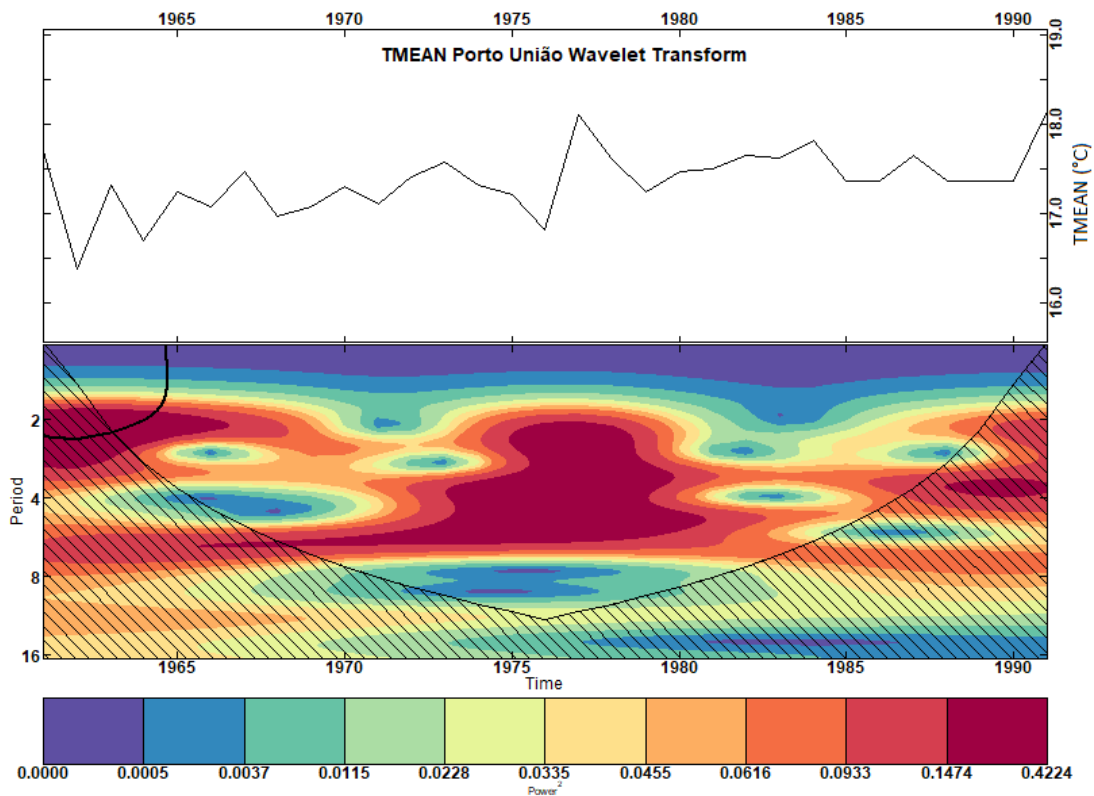 1965 1970 1975 1980 1985 1990
TMEAN Porto União Wavelet Transform
19.0
18.0
17.0
16.0
TMEAN (°C)
Period
2
4
8
16
1965 1970 1975 1980 1985 1990
Time
0.0000 0.0005 0.0037 0.0115 0.0228 0.0335 0.0455 0.0616 0.0933 0.1474 0.4224
Power²